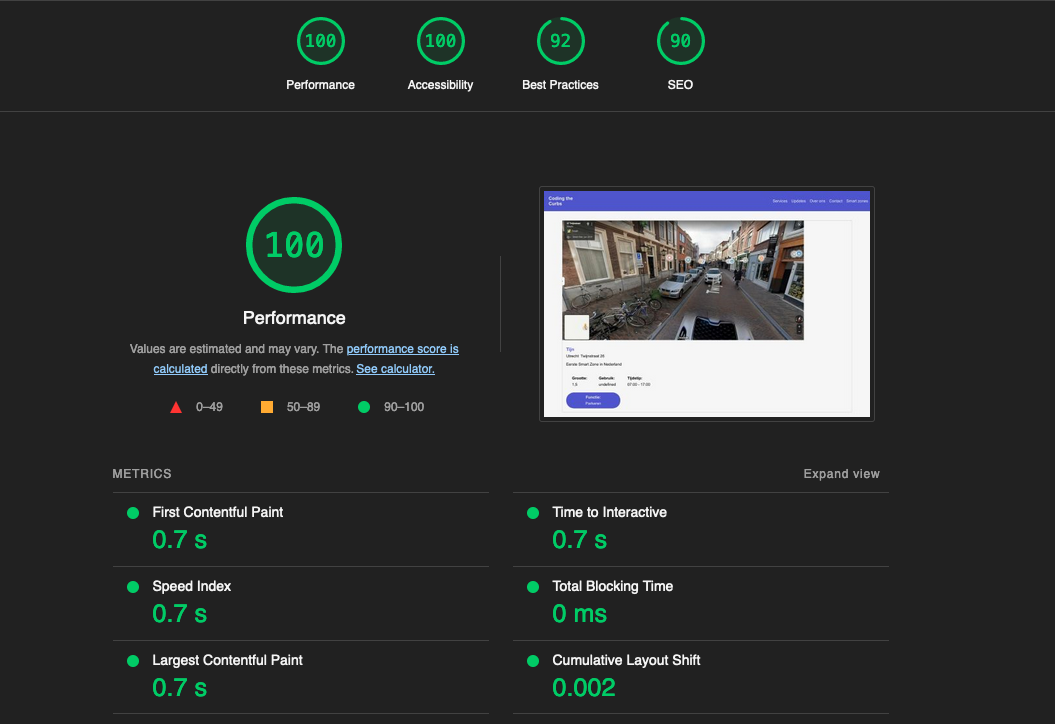 100
100
92
90
Performance
Accessibility
Best Practices
SEO
100
Performance
Values are estimated and may vary. The performance score is
calculated directly from these metrics. See calculator.
0–49
50–89
90–100
Coding the
Curbs
Services
Updates
Over ons
Contact
Smart zones
Tijn
Utrecht Twijnstraat 25
Eerste Smart Zone in Nederland
Grootte:
Gebruik:
Tijdstip:
1,5
undefined
07:00 - 17:00
Functie:
Parkeren
METRICS
Expand view
First Contentful Paint
0.7 s
Time to Interactive
0.7 s
Speed Index
0.7 s
Total Blocking Time
0 ms
Largest Contentful Paint
0.7 s
Cumulative Layout Shift
0.002